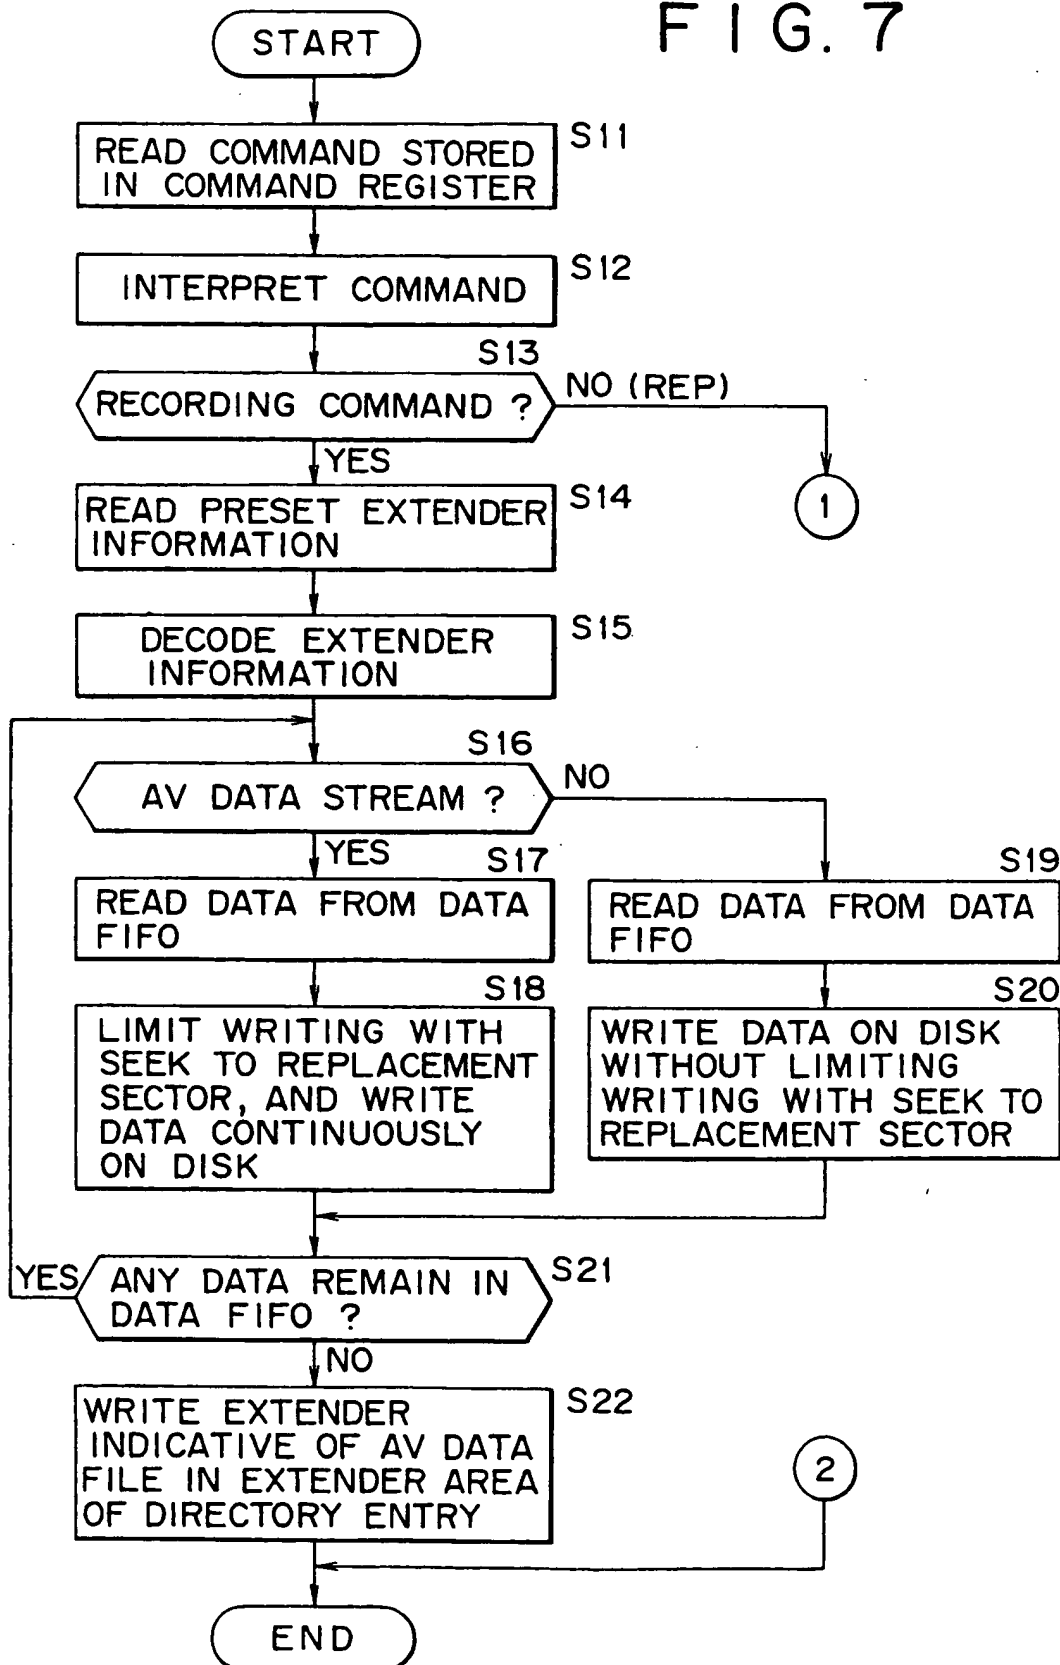 FIG. 7
START
S11
READ COMMAND STORED
IN COMMAND REGISTER
S12
INTERPRET COMMAND
S13
RECORDING COMMAND ?
NO (REP)
YES
1
S14
READ PRESET EXTENDER
INFORMATION
S15
DECODE EXTENDER
INFORMATION
S16
AV DATA STREAM ?
NO
YES
S17
READ DATA FROM DATA
FIFO
S19
READ DATA FROM DATA
FIFO
S18
LIMIT WRITING WITH
SEEK TO REPLACEMENT
SECTOR, AND WRITE
DATA CONTINUOUSLY
ON DISK
S20
WRITE DATA ON DISK
WITHOUT LIMITING
WRITING WITH SEEK TO
REPLACEMENT SECTOR
S21
YES
ANY DATA REMAIN IN
DATA FIFO ?
NO
S22
WRITE EXTENDER
INDICATIVE OF AV DATA
FILE IN EXTENDER AREA
OF DIRECTORY ENTRY
2
END